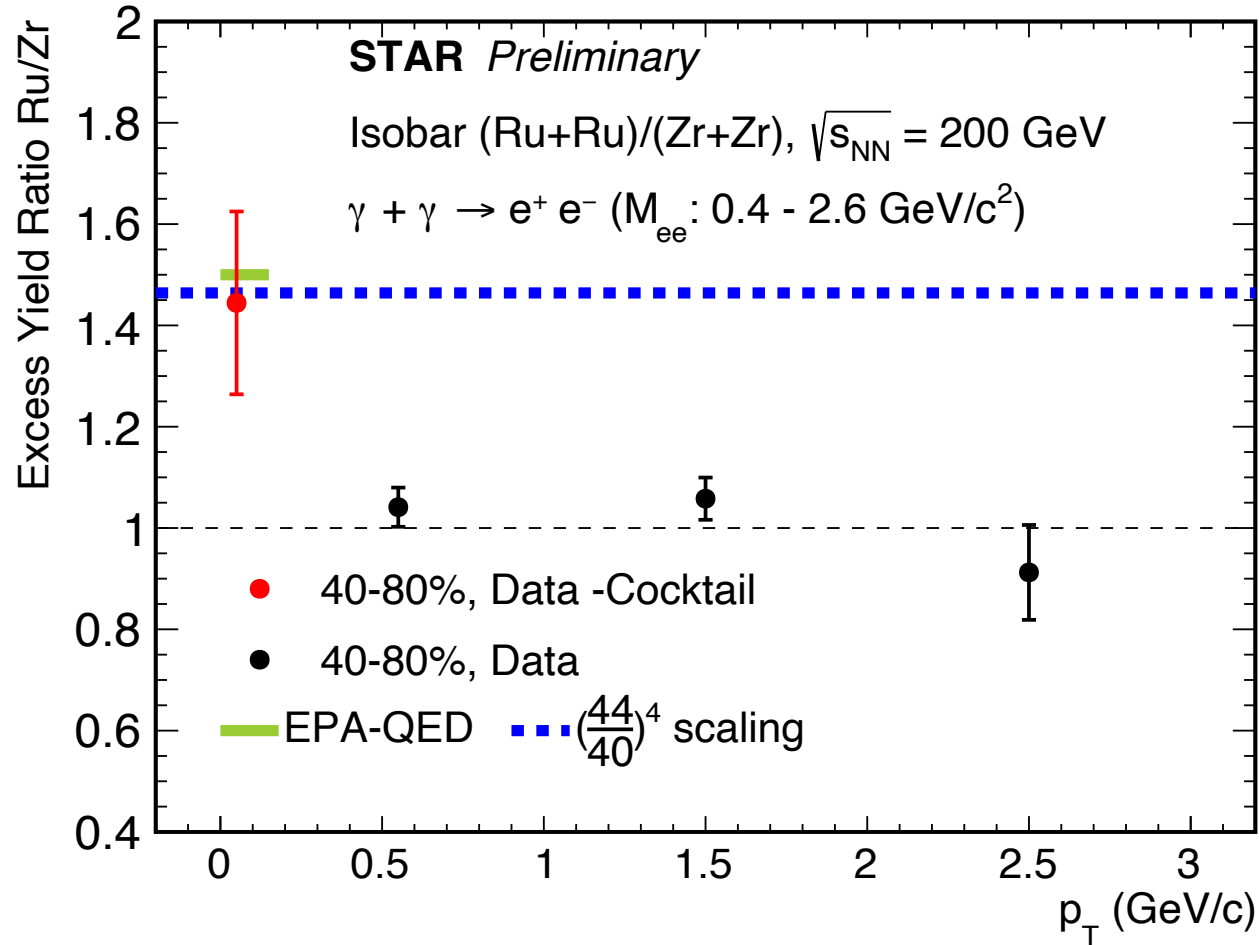 STAR Preliminary
Isobar (Ru+Ru)/(Zr+Zr), √s_NN = 200 GeV
γ + γ → e⁺ e⁻ (M_ee: 0.4 - 2.6 GeV/c²)
Excess Yield Ratio Ru/Zr
2
1.8
1.6
1.4
1.2
1
0.8
0.6
0.4
40-80%, Data -Cocktail
40-80%, Data
EPA-QED (44/40)⁴ scaling
0 0.5 1 1.5 2 2.5 3
p_T (GeV/c)